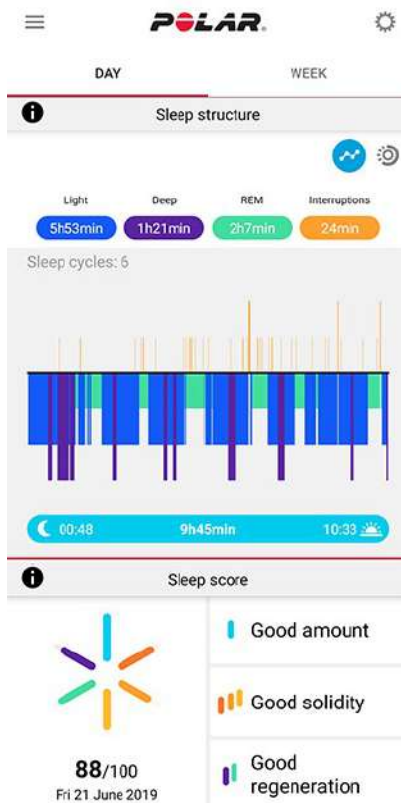 POLAR.
DAY WEEK
Sleep structure
Light Deep REM Interruptions
5h53min 1h21min 2h7min 24min
Sleep cycles: 6
00:48 9h45min 10:33
Sleep score
Good amount
Good solidity
88/100
Good
Fri 21 June 2019
regeneration